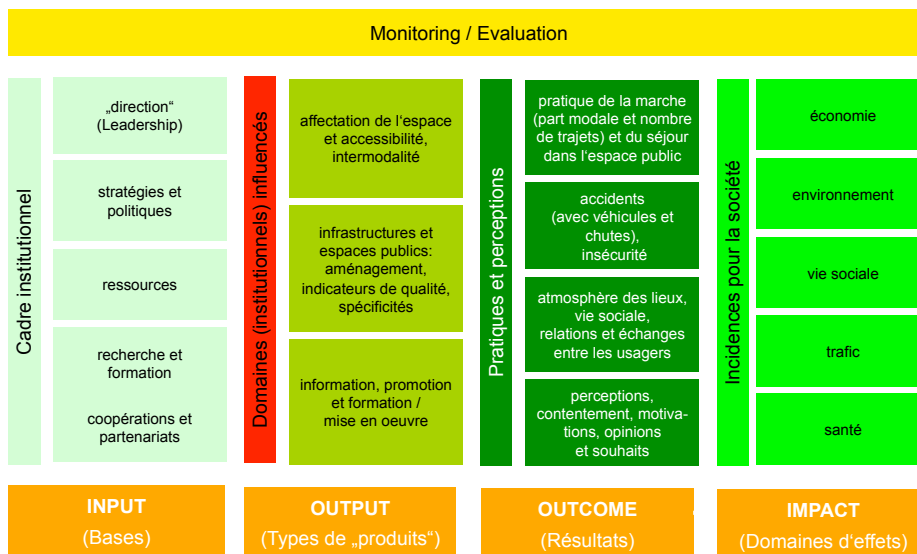 Monitoring / Evaluation
Cadre institutionnel
„direction“
(Leadership)
stratégies et
politiques
ressources
recherche et
formation
coopérations et
partenariats
INPUT
(Bases)
Domaines (institutionnels) influencés
affectation de l‘espace
et accessibilité,
intermodalité
infrastructures et
espaces publics:
aménagement,
indicateurs de qualité,
spécificités
information, promotion
et formation /
mise en oeuvre
OUTPUT
(Types de „produits“)
Pratiques et perceptions
pratique de la marche
(part modale et nombre
de trajets) et du séjour
dans l‘espace public
accidents
(avec véhicules et
chutes),
insécurité
atmosphère des lieux,
vie sociale,
relations et échanges
entre les usagers
perceptions,
contentement, motiva-
tions, opinions
et souhaits
OUTCOME
(Résultats)
Incidences pour la société
économie
environnement
vie sociale
trafic
santé
IMPACT
(Domaines d‘effets)